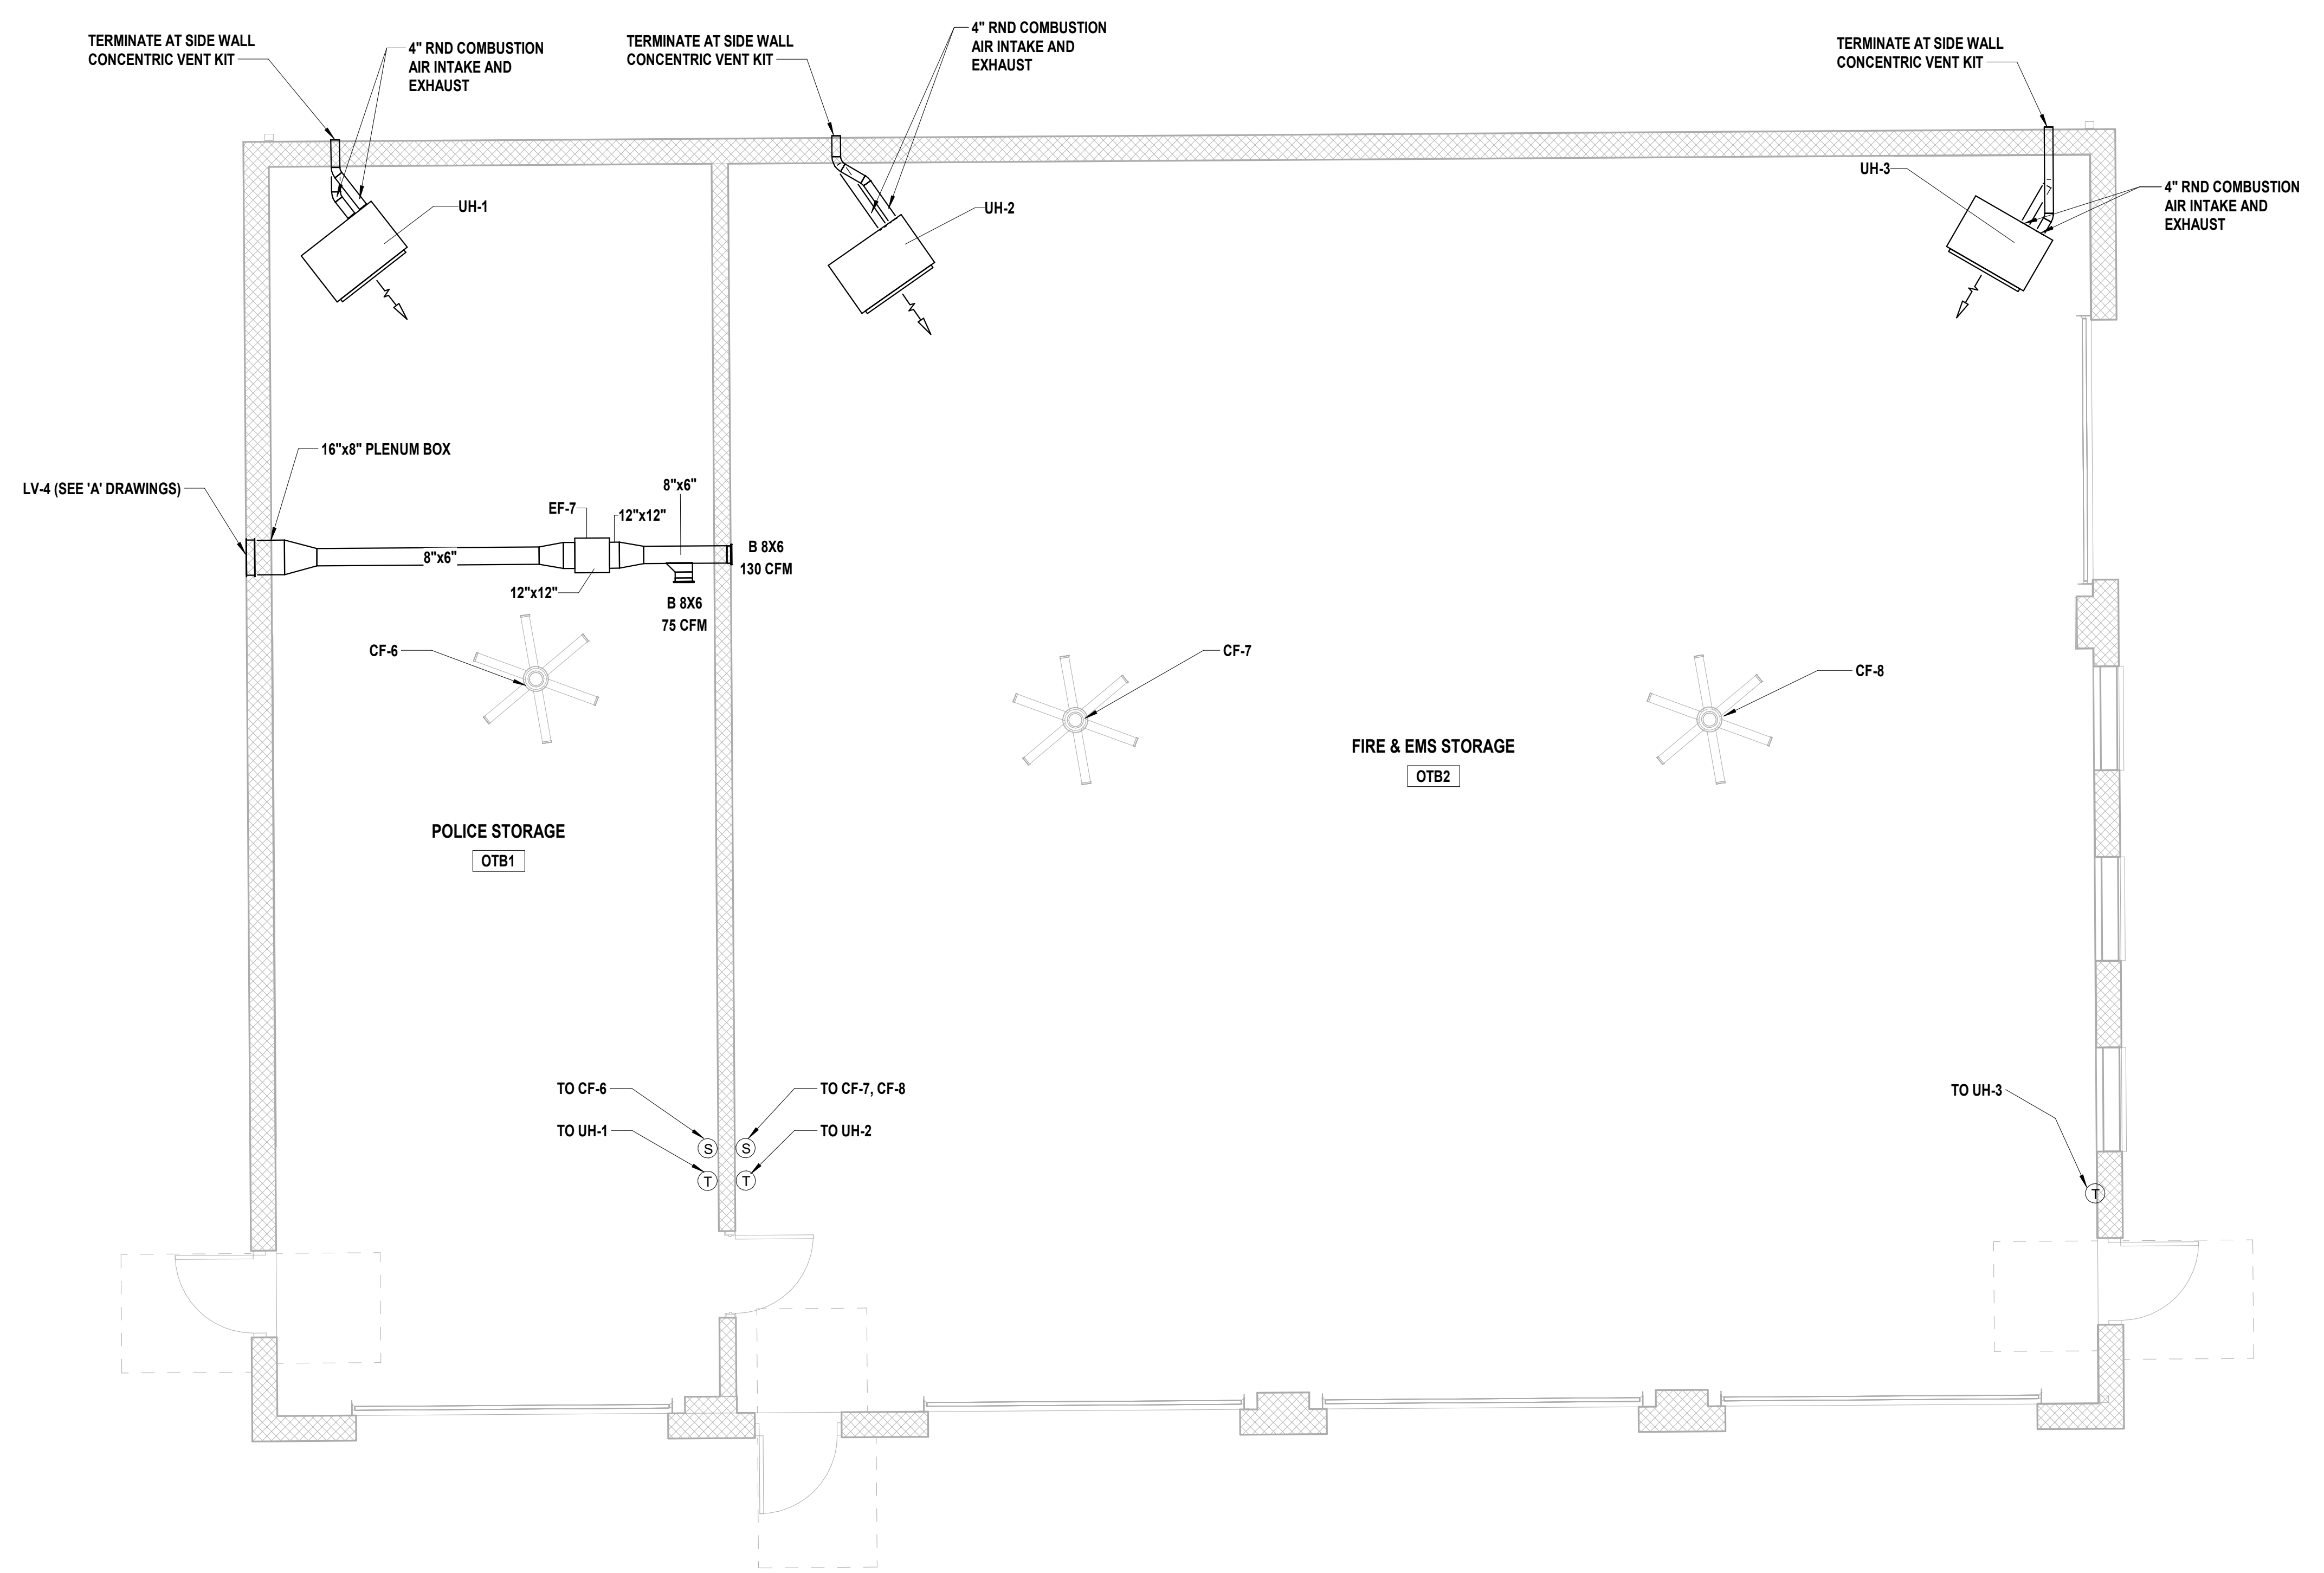 TERMINATE AT SIDE WALL
CONCENTRIC VENT KIT
4" RND COMBUSTION
AIR INTAKE AND
EXHAUST
TERMINATE AT SIDE WALL
CONCENTRIC VENT KIT
4" RND COMBUSTION
AIR INTAKE AND
EXHAUST
TERMINATE AT SIDE WALL
CONCENTRIC VENT KIT
UH-3
4" RND COMBUSTION
AIR INTAKE AND
EXHAUST
UH-1
UH-2
16"x8" PLENUM BOX
LV-4 (SEE 'A' DRAWINGS)
8"x6"
EF-7
12"x12"
8"x6"
12"x12"
B 8X6
130 CFM
B 8X6
75 CFM
CF-6
CF-7
CF-8
FIRE & EMS STORAGE
OTB2
POLICE STORAGE
OTB1
TO CF-6
TO CF-7, CF-8
TO UH-3
TO UH-1
TO UH-2
S
S
T
T
T